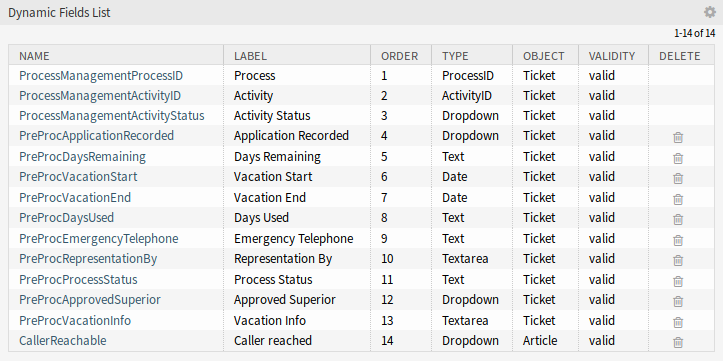 Dynamic Fields List
1-14 of 14
NAME LABEL ORDER TYPE OBJECT VALIDITY DELETE
ProcessManagementProcessID Process 1 ProcessID Ticket valid
ProcessManagementActivityID Activity 2 ActivityID Ticket valid
ProcessManagementActivityStatus Activity Status 3 Dropdown Ticket valid
PreProcApplicationRecorded Application Recorded 4 Dropdown Ticket valid
PreProcDaysRemaining Days Remaining 5 Text Ticket valid
PreProcVacationStart Vacation Start 6 Date Ticket valid
PreProcVacationEnd Vacation End 7 Date Ticket valid
PreProcDaysUsed Days Used 8 Text Ticket valid
PreProcEmergencyTelephone Emergency Telephone 9 Text Ticket valid
PreProcRepresentationBy Representation By 10 Textarea Ticket valid
PreProcProcessStatus Process Status 11 Text Ticket valid
PreProcApprovedSuperior Approved Superior 12 Dropdown Ticket valid
PreProcVacationInfo Vacation Info 13 Textarea Ticket valid
CallerReachable Caller reached 14 Dropdown Article valid